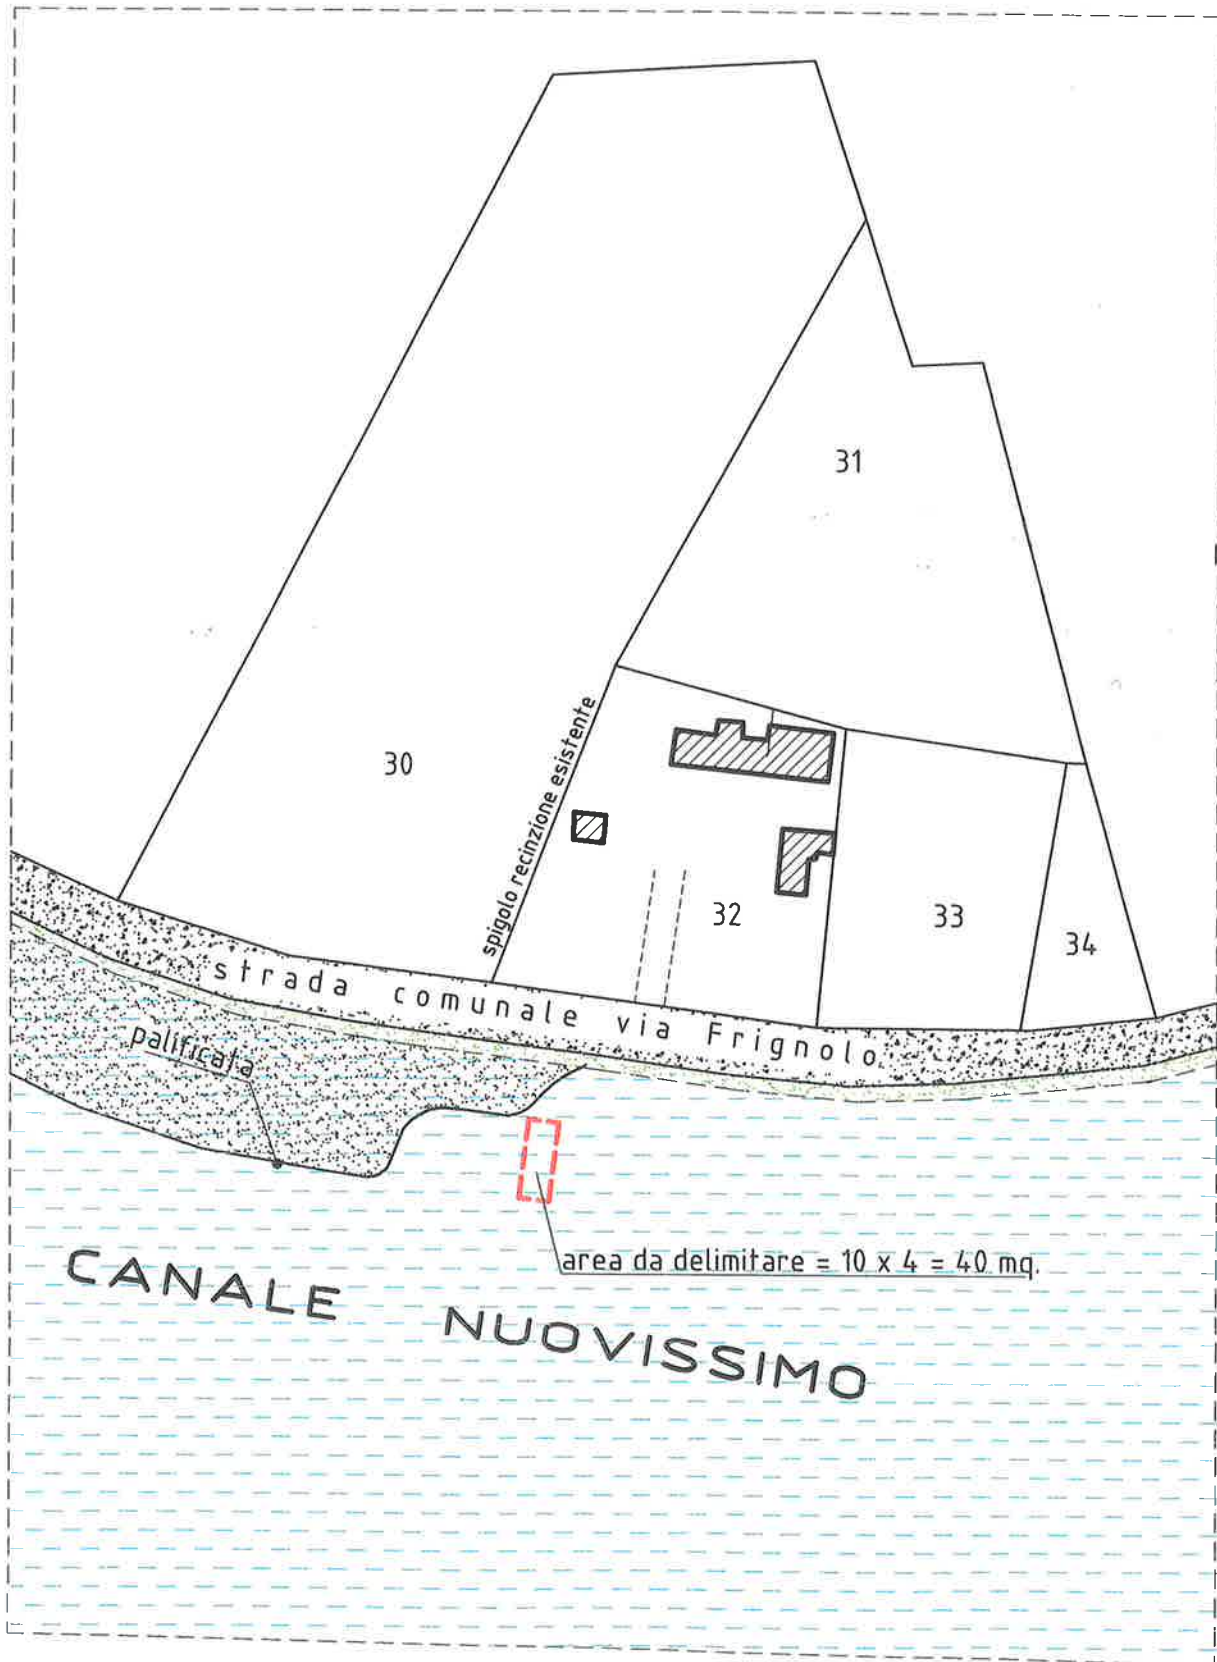 31
30
spigolo recinzione esistente
32
33
34
strada comunale via Frignolo
palificata
area da delimitare = 10 x 4 = 40 mq.
CANALE NUOVISSIMO